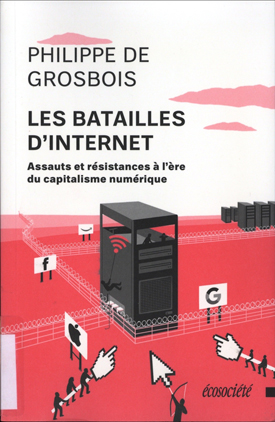 PHILIPPE DE
GROSBOIS
LES BATAILLES
D'INTERNET
Assauts et résistances à l'ère
du capitalisme numérique
f
G
écosociété